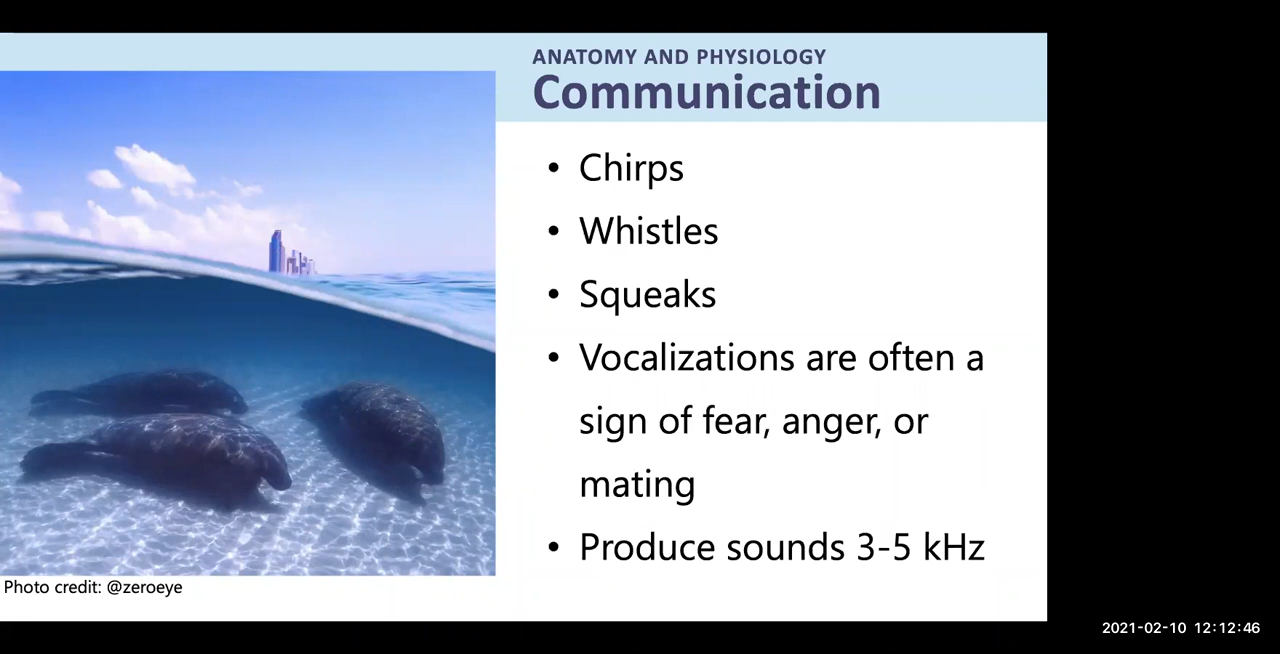 ANATOMY AND PHYSIOLOGY
Communication
• Chirps
• Whistles
• Squeaks
• Vocalizations are often a
sign of fear, anger, or
mating
• Produce sounds 3-5 kHz
Photo credit: @zeroeye
2021-02-10 12:12:46